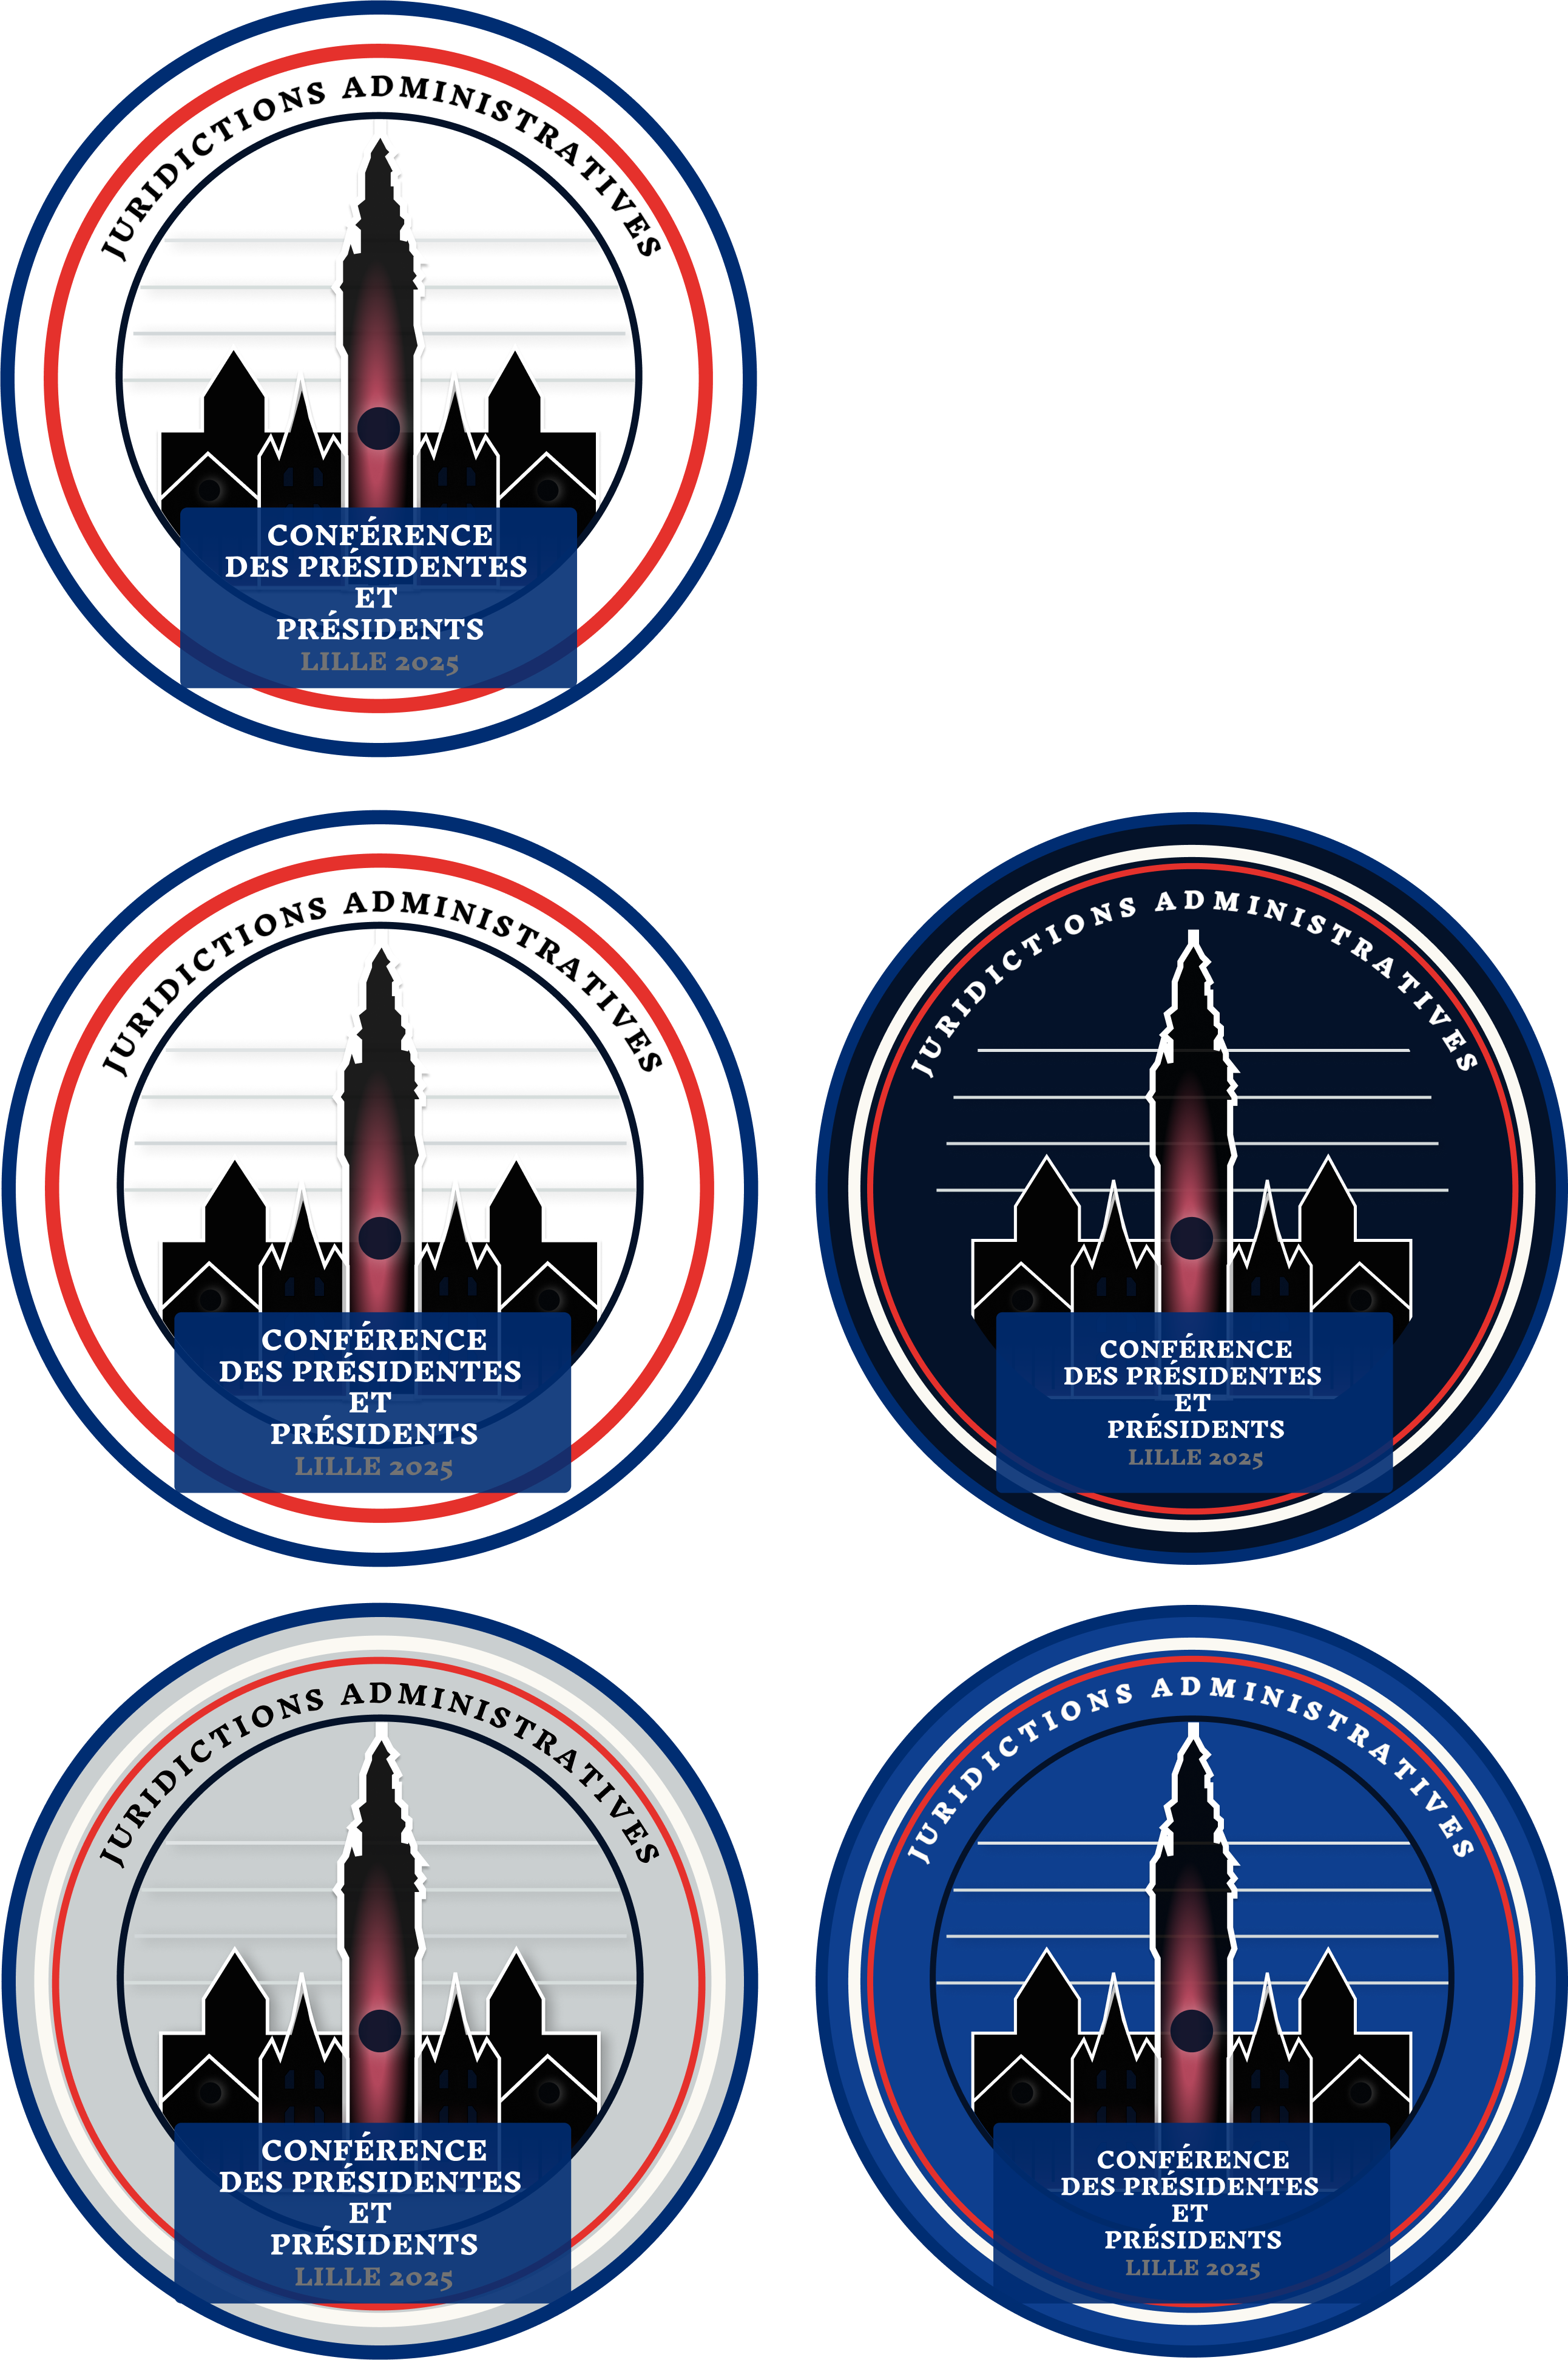 JURIDICTIONS ADMINISTRATIVES
CONFÉRENCE
DES PRÉSIDENTES
ET
PRÉSIDENTS
LILLE 2025
JURIDICTIONS ADMINISTRATIVES
CONFÉRENCE
DES PRÉSIDENTES
ET
PRÉSIDENTS
LILLE 2025
JURIDICTIONS ADMINISTRATIVES
CONFÉRENCE
DES PRÉSIDENTES
ET
PRÉSIDENTS
LILLE 2025
JURIDICTIONS ADMINISTRATIVES
CONFÉRENCE
DES PRÉSIDENTES
ET
PRÉSIDENTS
LILLE 2025
JURIDICTIONS ADMINISTRATIVES
CONFÉRENCE
DES PRÉSIDENTES
ET
PRÉSIDENTS
LILLE 2025